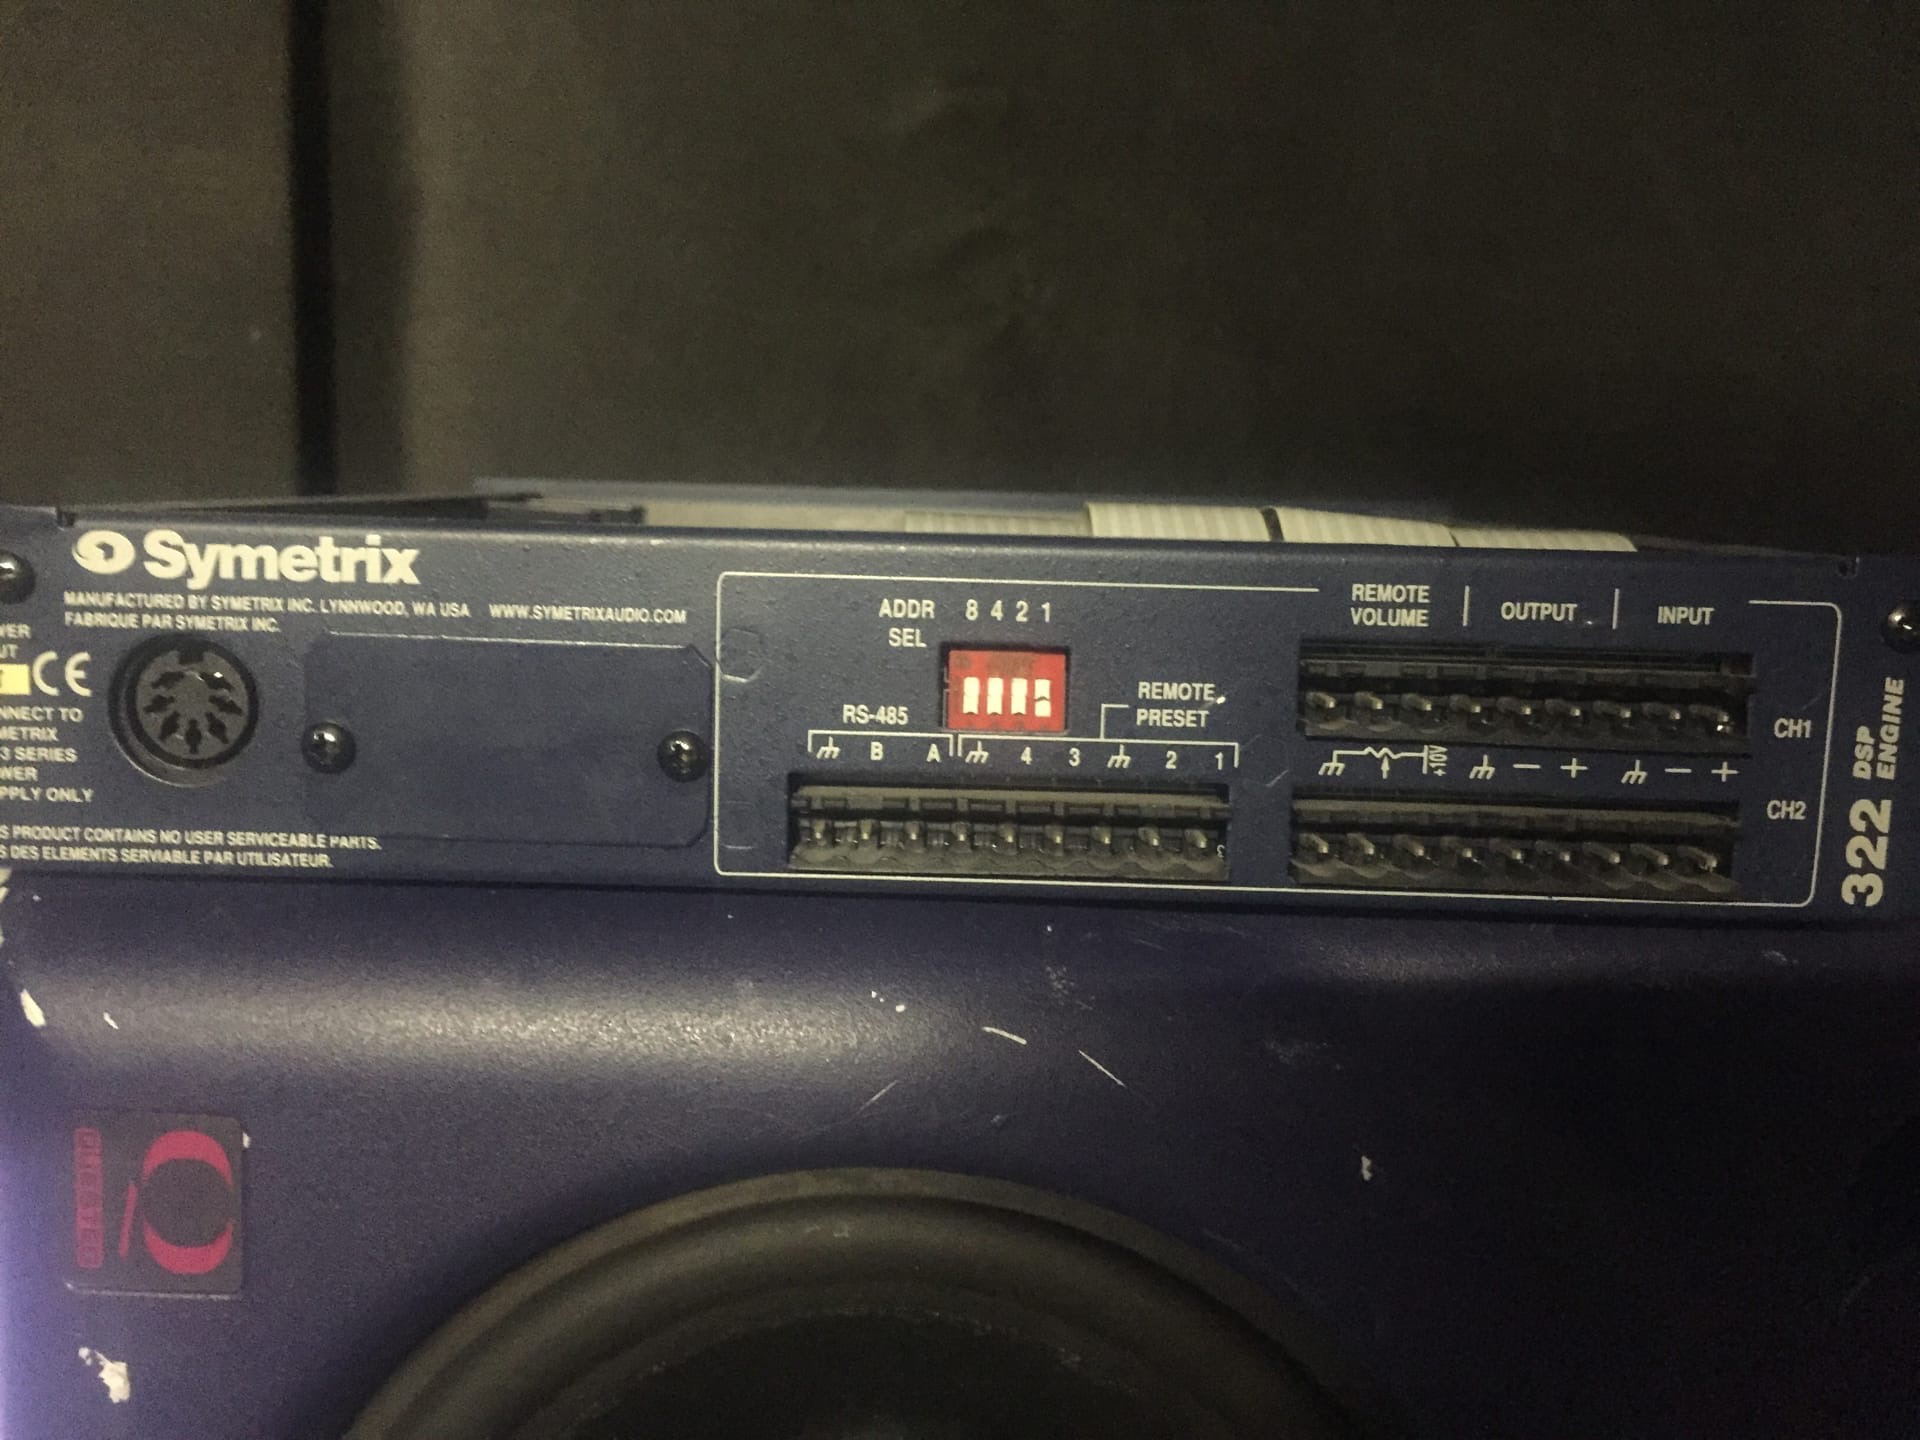 Symetrix
MANUFACTURED BY SYMETRIX INC. LYNNWOOD, WA USA WWW.SYMETRIXAUDIO.COM
FABRIQUE PAR SYMETRIX INC.
CE
NNECT TO
METRIX
3 SERIES
WER
PPLY ONLY
S PRODUCT CONTAINS NO USER SERVICEABLE PARTS.
S DES ELEMENTS SERVIABLE PAR UTILISATEUR.
ADDR 8 4 2 1
SEL
RS-485
REMOTE
PRESET
B A 4 3 2 1
REMOTE
VOLUME
OUTPUT
INPUT
+10V − + − +
CH1
CH2
322 DSP
ENGINE